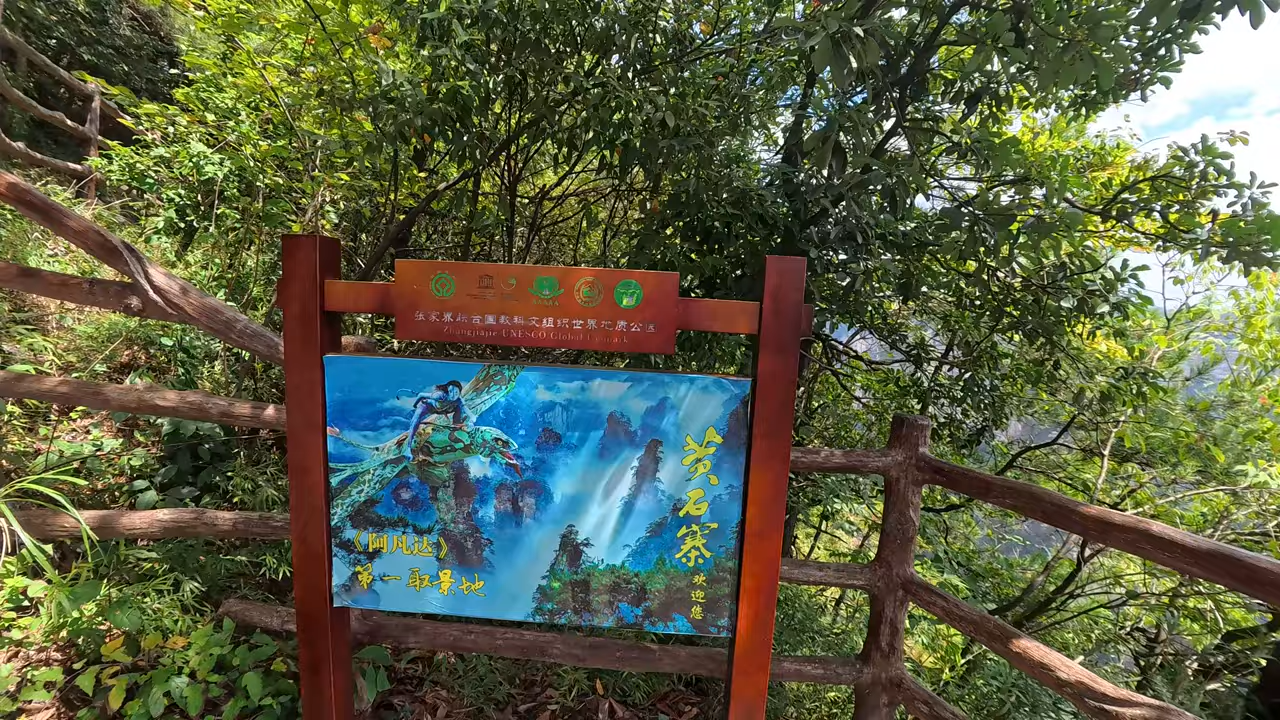 张家界联合国教科文组织世界地质公园
Zhangjiajie UNESCO Global Geopark
黄石寨
欢迎您
《阿凡达》
第一取景地